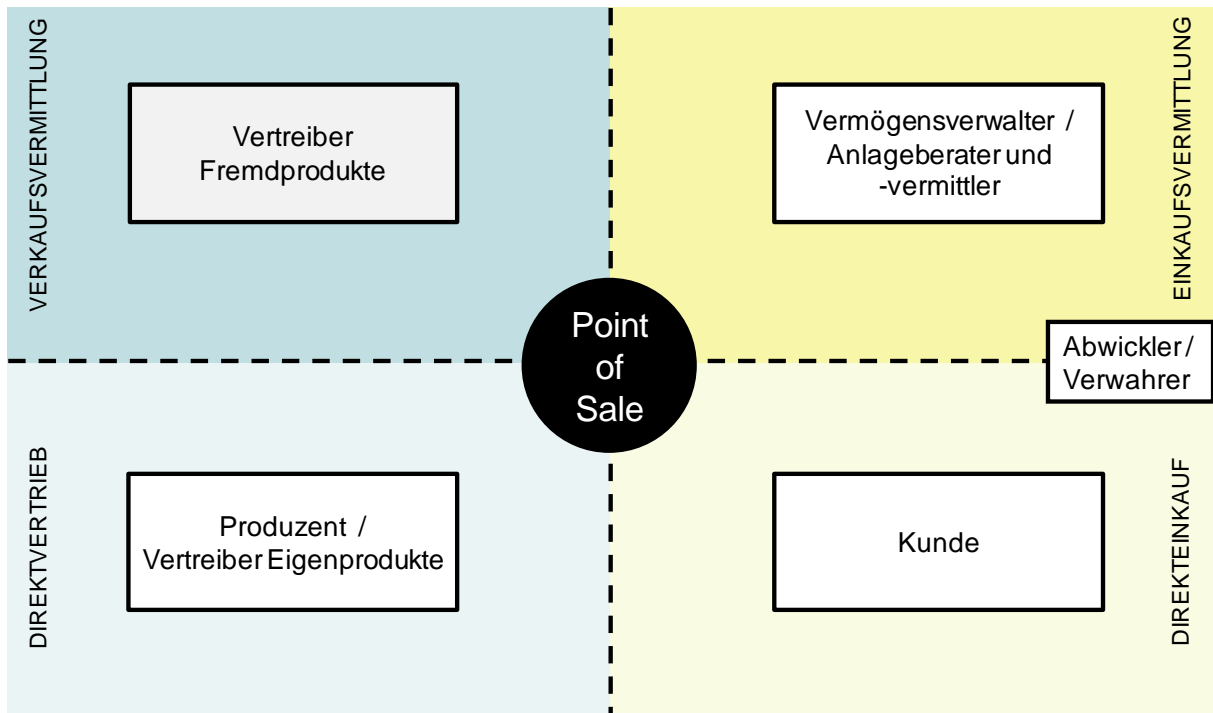 VERKAUFSVERMITTLUNG
Vertreiber
Fremdprodukte
Vermögensverwalter /
Anlageberater und
-vermittler
EINKAUFSVERMITTLUNG
Point
of
Sale
Abwickler /
Verwahrer
DIREKTVERTRIEB
Produzent /
Vertreiber Eigenprodukte
Kunde
DIREKTEINKAUF